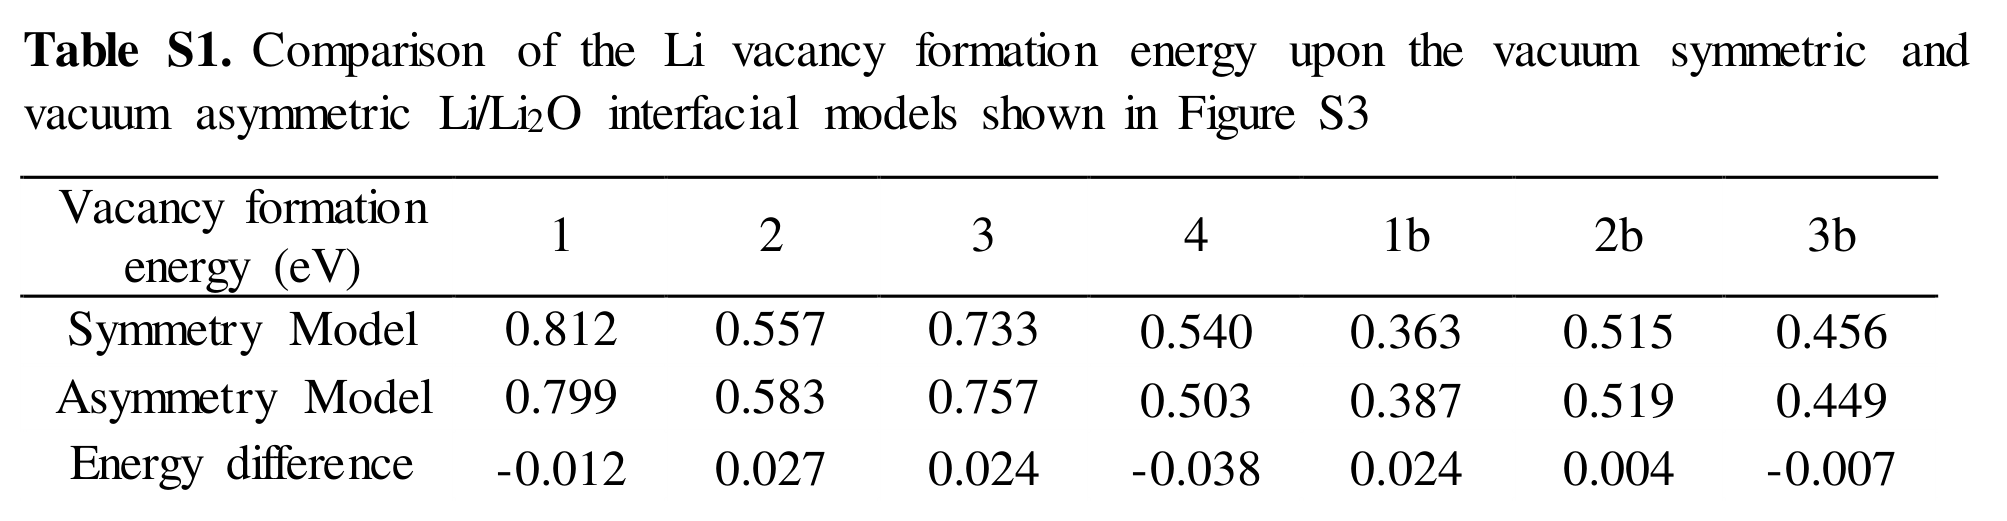 Table S1. Comparison of the Li vacancy formation energy upon the vacuum symmetric and
vacuum asymmetric Li/Li₂O interfacial models shown in Figure S3
Vacancy formation energy (eV) 1 2 3 4 1b 2b 3b
Symmetry Model 0.812 0.557 0.733 0.540 0.363 0.515 0.456
Asymmetry Model 0.799 0.583 0.757 0.503 0.387 0.519 0.449
Energy difference -0.012 0.027 0.024 -0.038 0.024 0.004 -0.007